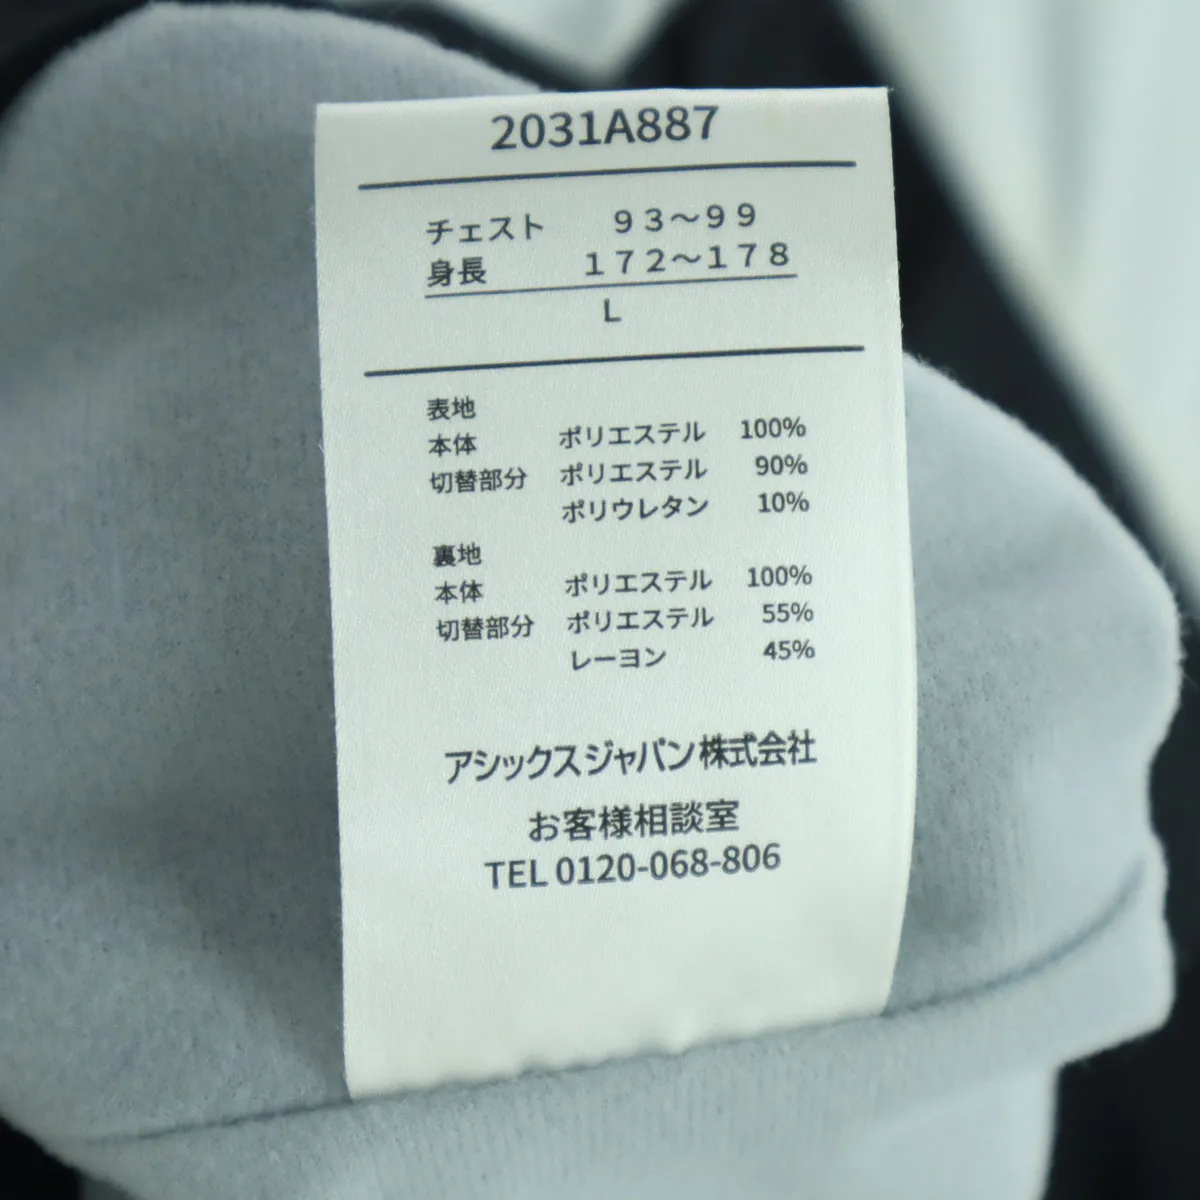 2031A887
チェスト ９３～９９
身長 １７２～１７８
L
表地
本体 ポリエステル 100%
切替部分 ポリエステル 90%
ポリウレタン 10%
裏地
本体 ポリエステル 100%
切替部分 ポリエステル 55%
レーヨン 45%
アシックスジャパン株式会社
お客様相談室
TEL 0120-068-806